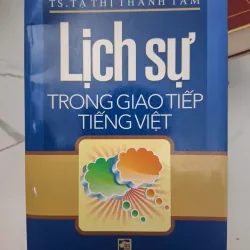 TS. TẠ THỊ THANH TÂM
Lịch sự
TRONG GIAO TIẾP
TIẾNG VIỆT